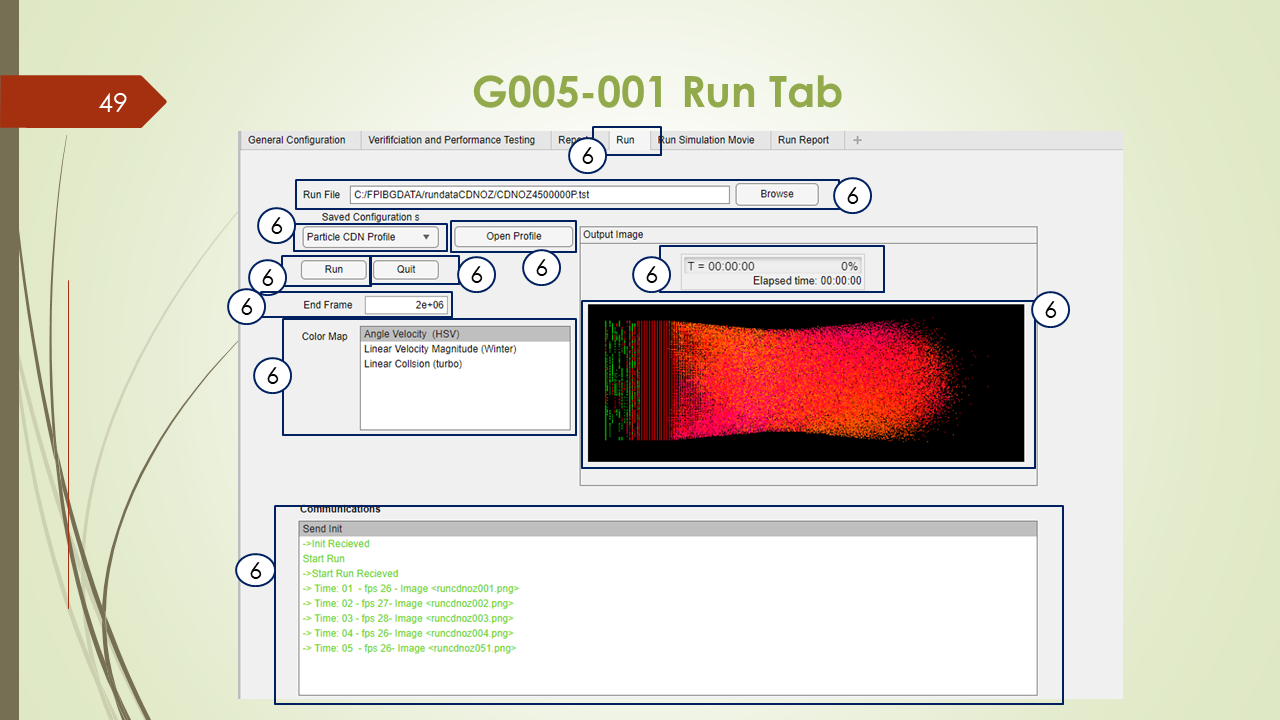 49
G005-001 Run Tab
General Configuration
Verififciation and Performance Testing
Repor
Run
Run Simulation Movie
Run Report
+
6
Run File
C:/FPIBGDATA/rundataCDNOZ/CDNOZ4500000P.tst
Browse
6
Saved Configuration s
6
Particle CDN Profile
Open Profile
Output Image
6
Run
Quit
6
6
6
T = 00:00:00 0%
Elapsed time: 00:00:00
6
End Frame
2e+06
6
Color Map
Angle Velocity (HSV)
Linear Velocity Magnitude (Winter)
Linear Collsion (turbo)
6
Communications
Send Init
->Init Recieved
Start Run
6
->Start Run Recieved
-> Time: 01 - fps 26 - Image <runcdnoz001.png>
-> Time: 02 - fps 27- Image <runcdnoz002.png>
-> Time: 03 - fps 28- Image <runcdnoz003.png>
-> Time: 04 - fps 26- Image <runcdnoz004.png>
-> Time: 05 - fps 26- Image <runcdnoz051.png>